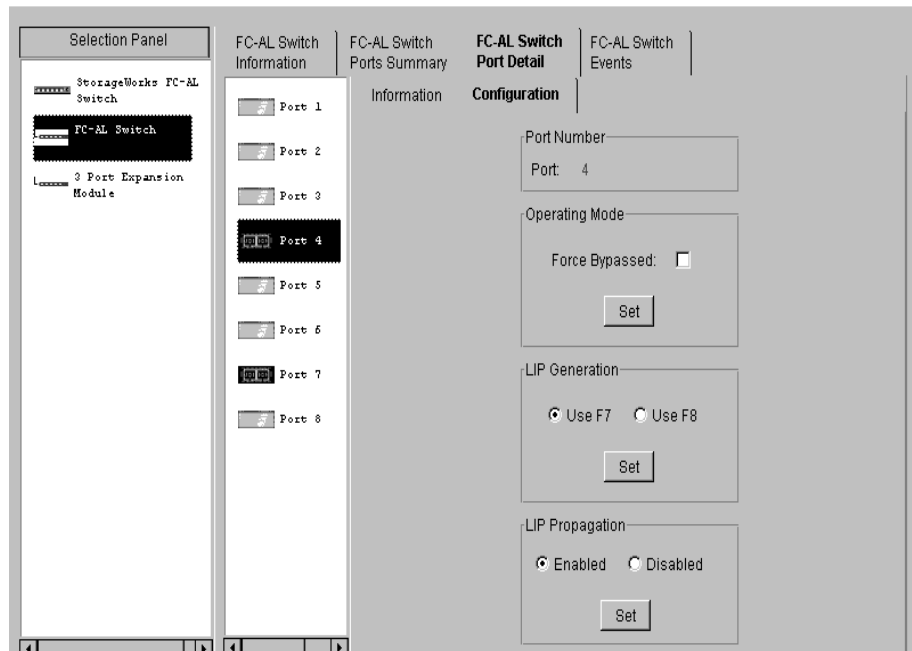 Selection Panel
StorageWorks FC-AL
Switch
FC-AL Switch
3 Port Expansion
Module
FC-AL Switch
Information
FC-AL Switch
Ports Summary
FC-AL Switch
Port Detail
FC-AL Switch
Events
Port 1
Port 2
Port 3
Port 4
Port 5
Port 6
Port 7
Port 8
Information
Configuration
Port Number
Port: 4
Operating Mode
Force Bypassed:
Set
LIP Generation
Use F7 Use F8
Set
LIP Propagation
Enabled Disabled
Set